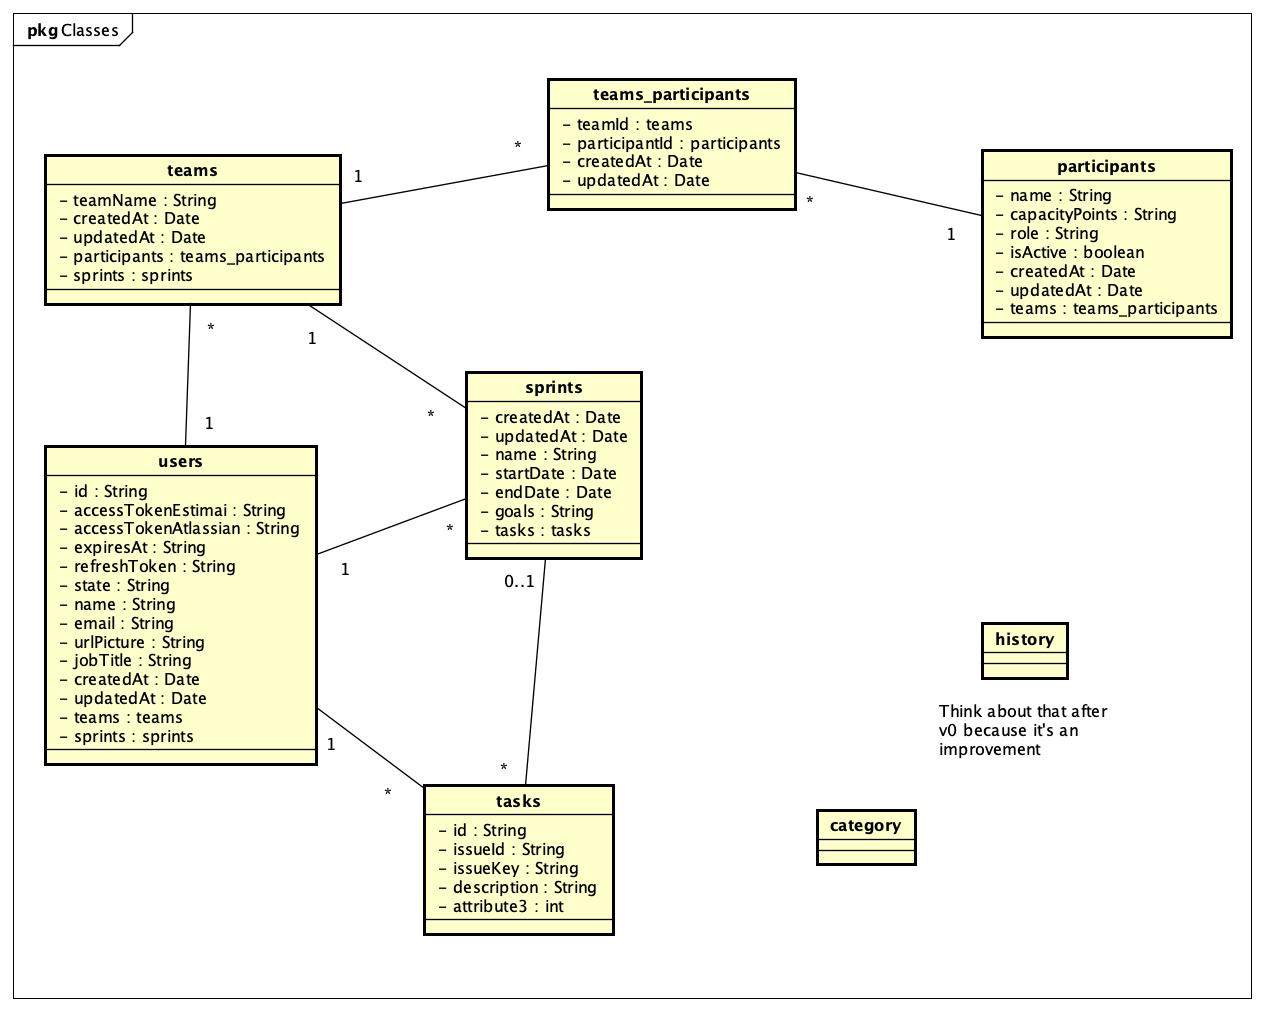 pkg Classes
teams_participants
- teamId : teams
- participantId : participants
- createdAt : Date
- updatedAt : Date
teams
- teamName : String
- createdAt : Date
- updatedAt : Date
- participants : teams_participants
- sprints : sprints
participants
- name : String
- capacityPoints : String
- role : String
- isActive : boolean
- createdAt : Date
- updatedAt : Date
- teams : teams_participants
1
*
*
1
*
1
1
*
sprints
- createdAt : Date
- updatedAt : Date
- name : String
- startDate : Date
- endDate : Date
- goals : String
- tasks : tasks
users
- id : String
- accessTokenEstimai : String
- accessTokenAtlassian : String
- expiresAt : String
- refreshToken : String
- state : String
- name : String
- email : String
- urlPicture : String
- jobTitle : String
- createdAt : Date
- updatedAt : Date
- teams : teams
- sprints : sprints
*
1
0..1
*
1
*
tasks
- id : String
- issueId : String
- issueKey : String
- description : String
- attribute3 : int
history
Think about that after
v0 because it's an
improvement
category